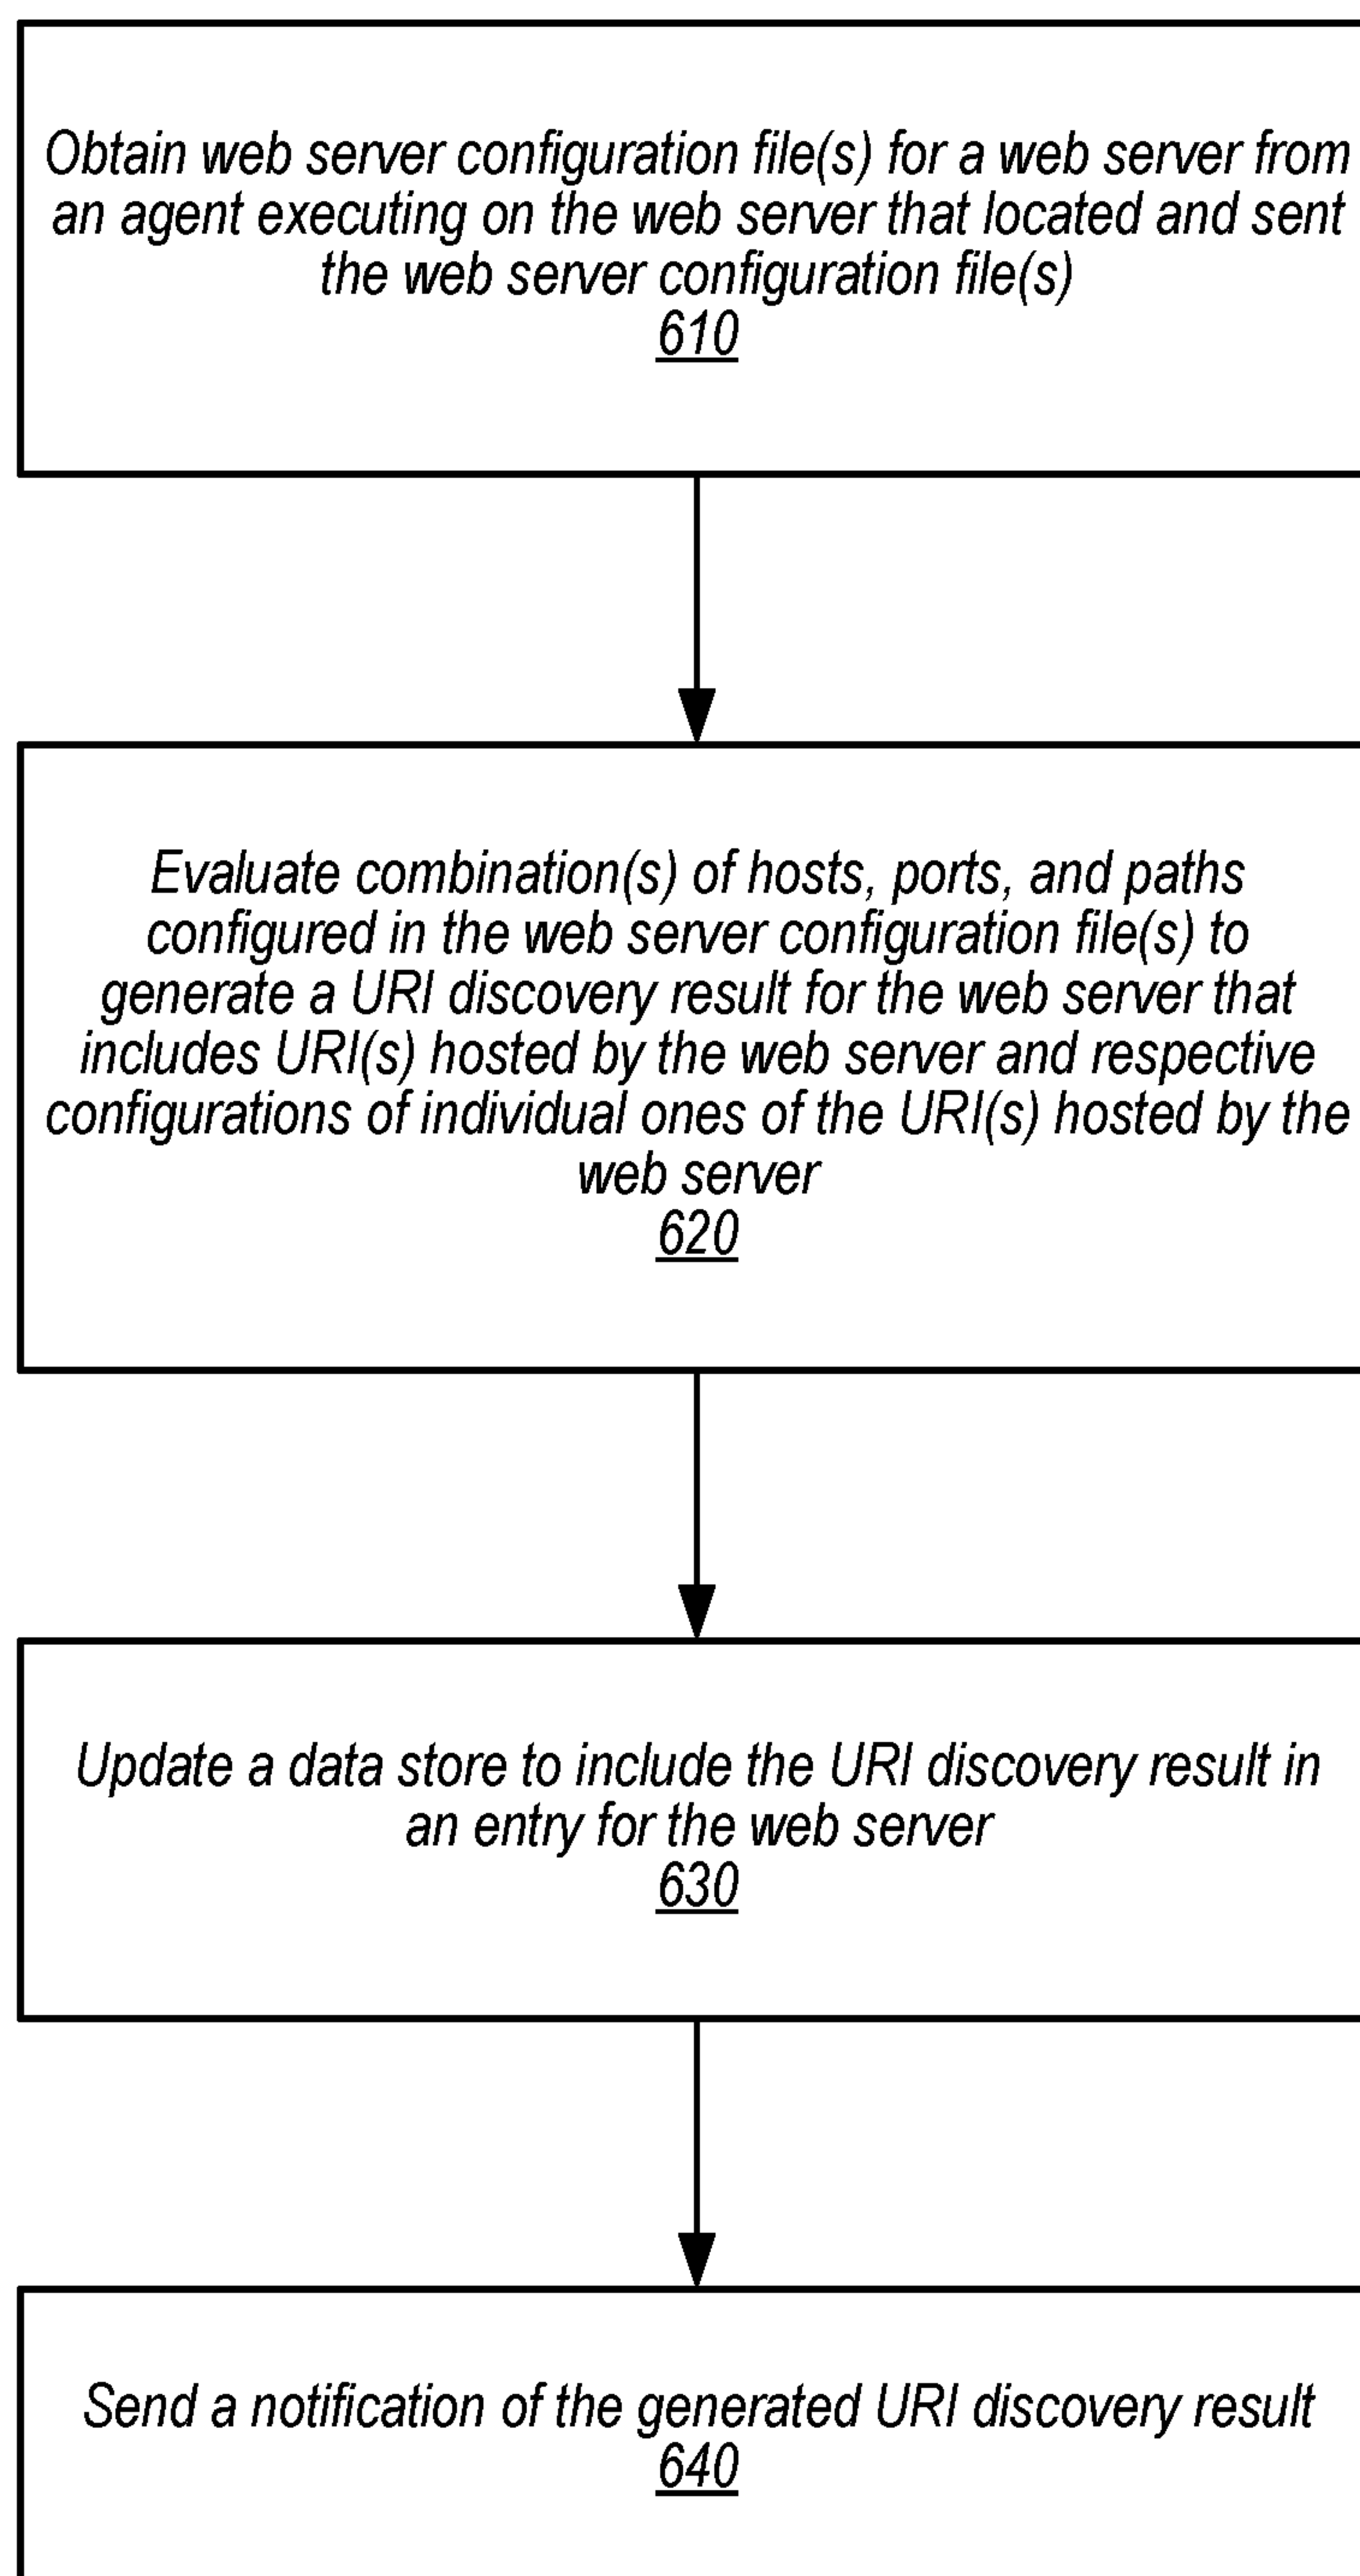 Obtain web server configuration file(s) for a web server from
an agent executing on the web server that located and sent
the web server configuration file(s)
610
Evaluate combination(s) of hosts, ports, and paths
configured in the web server configuration file(s) to
generate a URI discovery result for the web server that
includes URI(s) hosted by the web server and respective
configurations of individual ones of the URI(s) hosted by the
web server
620
Update a data store to include the URI discovery result in
an entry for the web server
630
Send a notification of the generated URI discovery result
640